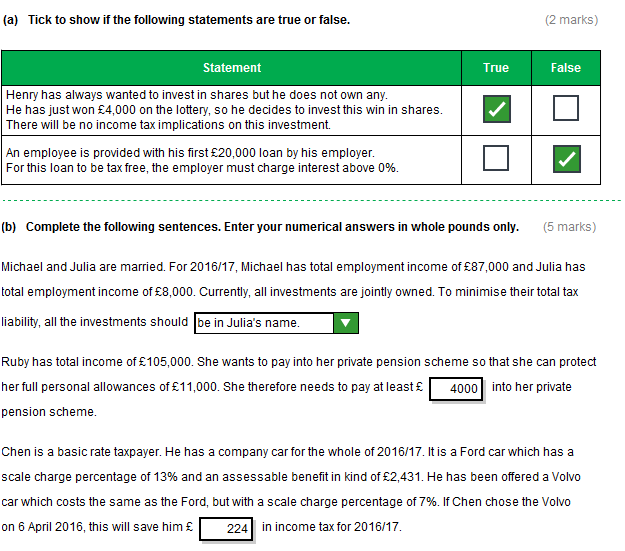 (a) Tick to show if the following statements are true or false. (2 marks)
Statement True False
Henry has always wanted to invest in shares but he does not own any.
He has just won £4,000 on the lottery, so he decides to invest this win in shares.
There will be no income tax implications on this investment.
An employee is provided with his first £20,000 loan by his employer.
For this loan to be tax free, the employer must charge interest above 0%.
(b) Complete the following sentences. Enter your numerical answers in whole pounds only. (5 marks)
Michael and Julia are married. For 2016/17, Michael has total employment income of £87,000 and Julia has
total employment income of £8,000. Currently, all investments are jointly owned. To minimise their total tax
liability, all the investments should be in Julia's name.
Ruby has total income of £105,000. She wants to pay into her private pension scheme so that she can protect
her full personal allowances of £11,000. She therefore needs to pay at least £ 4000 into her private
pension scheme.
Chen is a basic rate taxpayer. He has a company car for the whole of 2016/17. It is a Ford car which has a
scale charge percentage of 13% and an assessable benefit in kind of £2,431. He has been offered a Volvo
car which costs the same as the Ford, but with a scale charge percentage of 7%. If Chen chose the Volvo
on 6 April 2016, this will save him £ 224 in income tax for 2016/17.